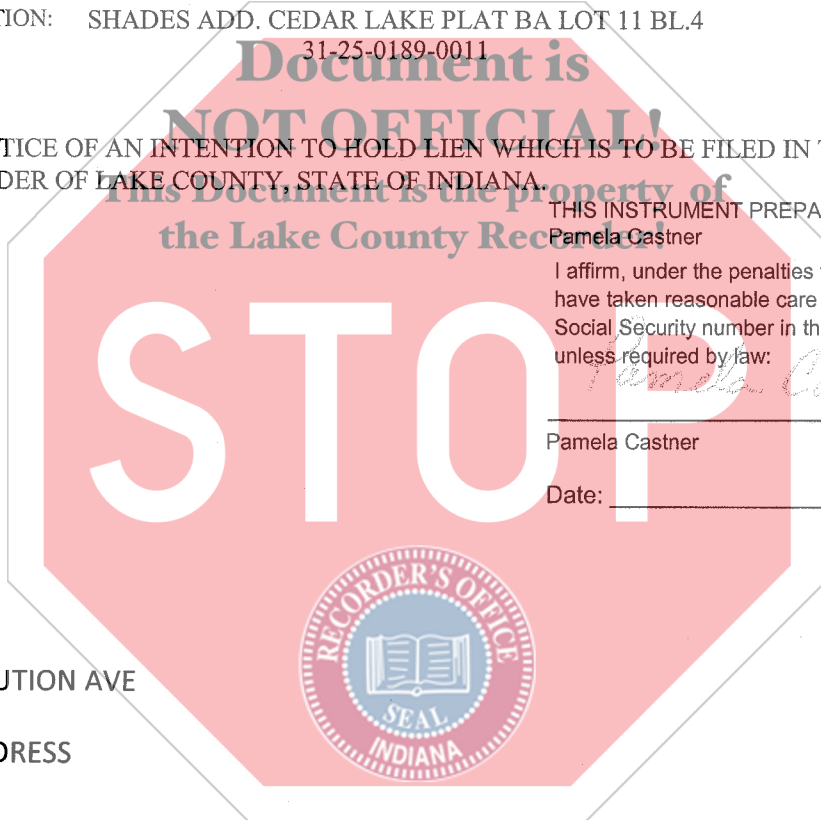 TION: SHADES ADD. CEDAR LAKE PLAT BA LOT 11 BL.4
31-25-0189-0011
Document is
NOT OFFICIAL!
TICE OF AN INTENTION TO HOLD LIEN WHICH IS TO BE FILED IN
DER OF LAKE COUNTY, STATE OF INDIANA.
This Document is the property of
the Lake County Recorder!
THIS INSTRUMENT PREPA
Pamela Castner
I affirm, under the penalties
have taken reasonable care
Social Security number in th
unless required by law:
Pamela C
Pamela Castner
Date:
STOP
RECORDER'S OFFICE
SEAL
INDIANA
UTION AVE
DRESS